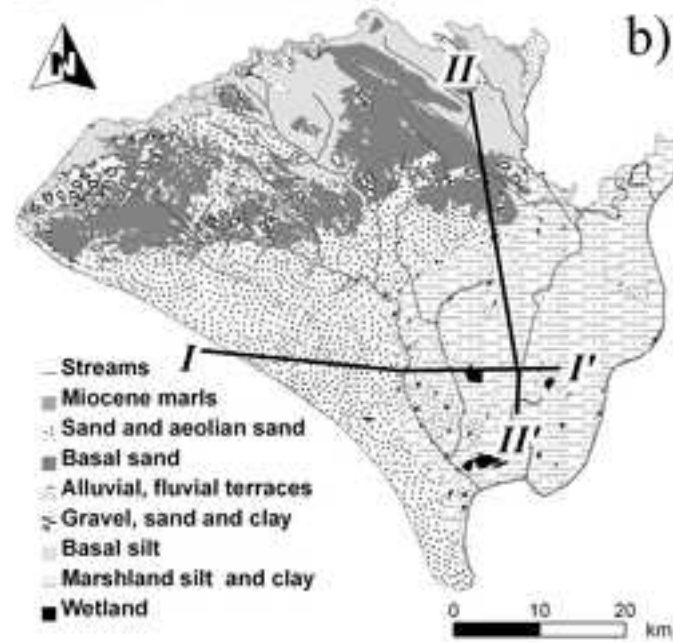 b)
N
II
I
I'
II'
Streams
Miocene marls
Sand and aeolian sand
Basal sand
Alluvial, fluvial terraces
Gravel, sand and clay
Basal silt
Marshland silt and clay
Wetland
0 10 20
km